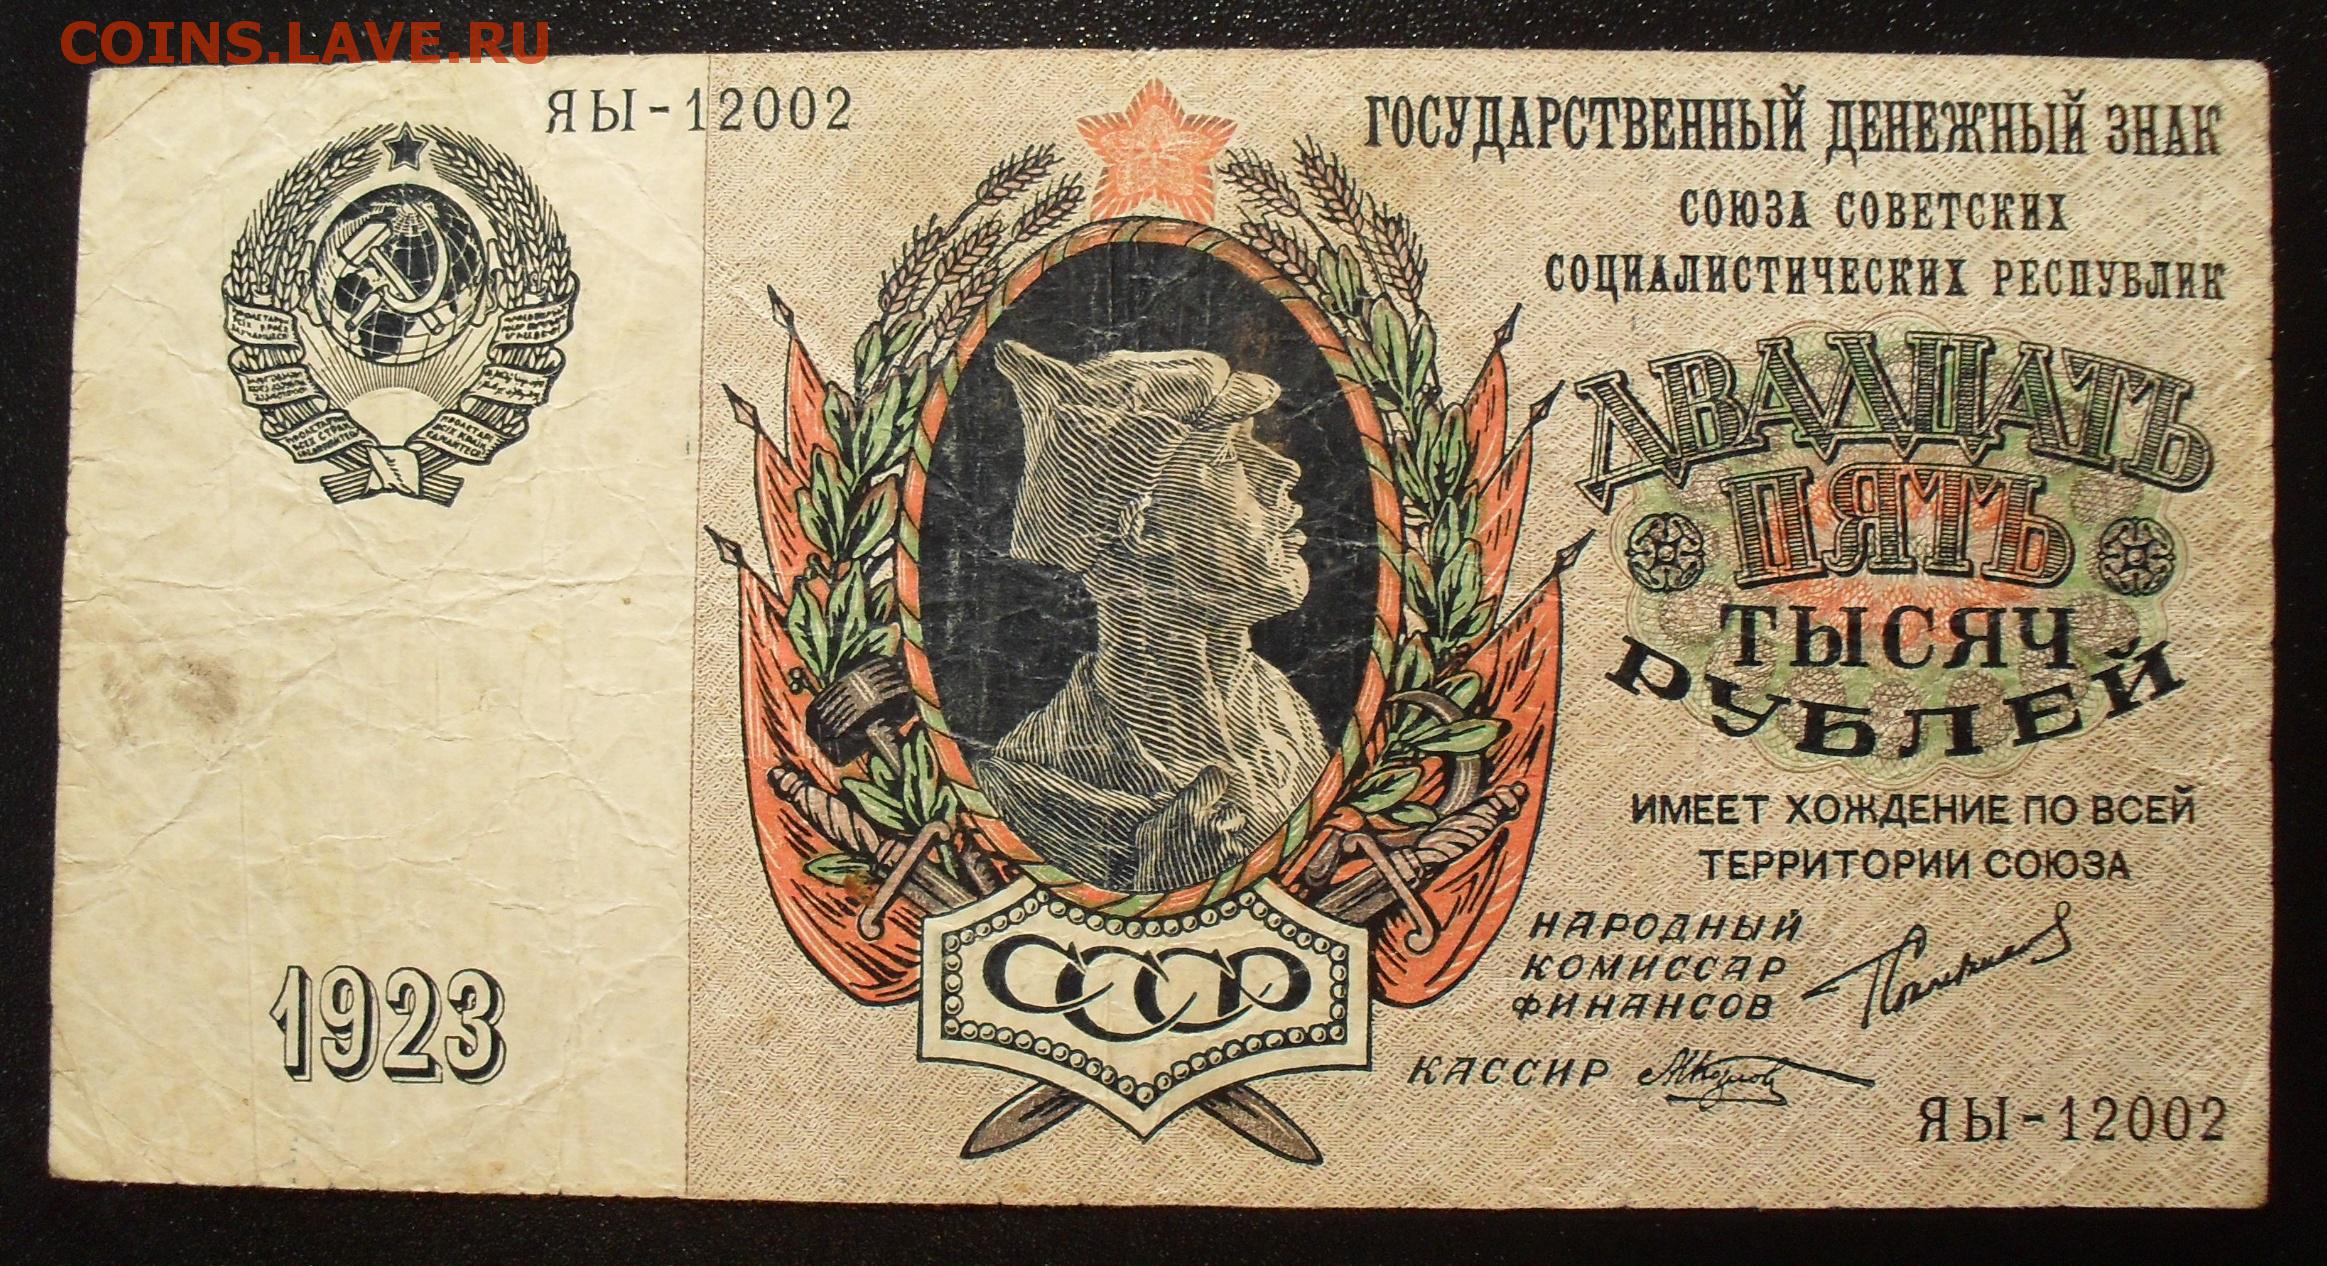 COINS.LAVE.RU
ЯЫ-12002
ГОСУДАРСТВЕННЫЙ ДЕНЕЖНЫЙ ЗНАК
СОЮЗА СОВЕТСКИХ
СОЦИАЛИСТИЧЕСКИХ РЕСПУБЛИК
ДВАДЦАТЬ
ПЯТЬ
ТЫСЯЧ
РУБЛЕЙ
ИМЕЕТ ХОЖДЕНИЕ ПО ВСЕЙ
ТЕРРИТОРИИ СОЮЗА
НАРОДНЫЙ
КОМИССАР
ФИНАНСОВ
КАССИР
ЯЫ-12002
СССР
1923